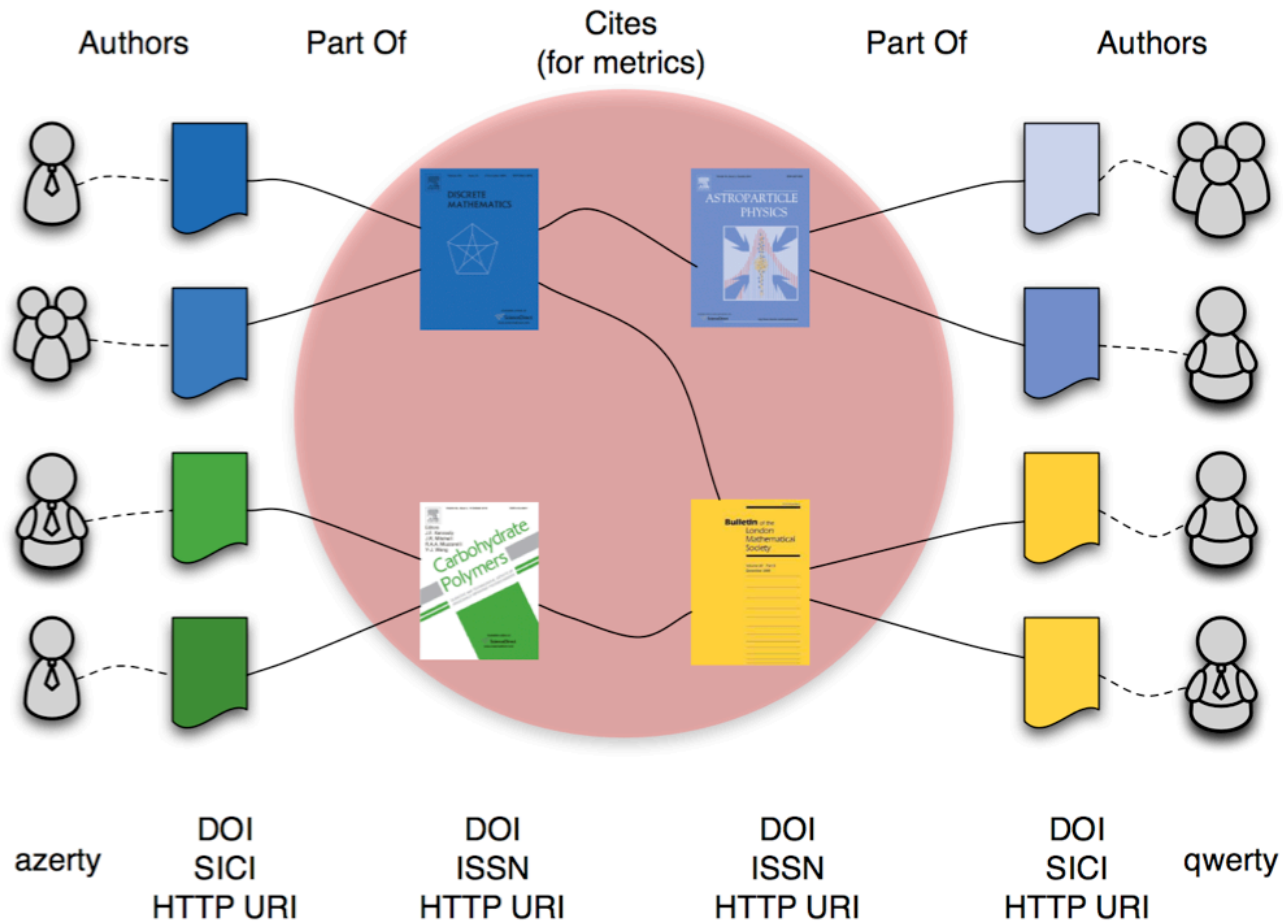 Authors
Part Of
Cites
(for metrics)
Part Of
Authors
DISCRETE
MATHEMATICS
ASTROPARTICLE
PHYSICS
Editors
Carbohydrate
Polymers
Bulletin of the
London
Mathematical
Society
azerty
DOI
SICI
HTTP URI
DOI
ISSN
HTTP URI
DOI
ISSN
HTTP URI
DOI
SICI
HTTP URI
qwerty